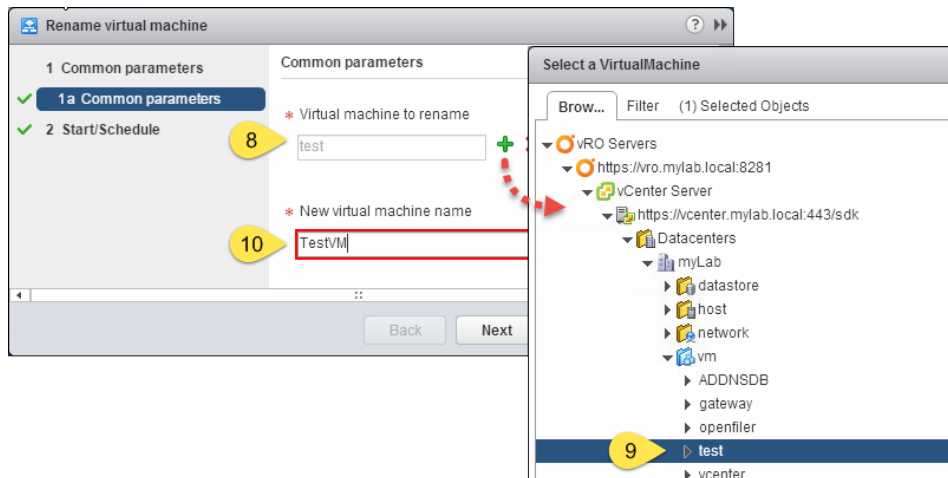 Rename virtual machine
?
1 Common parameters
1a Common parameters
2 Start/Schedule
Common parameters
* Virtual machine to rename
8
test
* New virtual machine name
10
TestVM
Back
Next
Select a VirtualMachine
Brow...
Filter
(1) Selected Objects
vRO Servers
https://vro.mylab.local:8281
vCenter Server
https://vcenter.mylab.local:443/sdk
Datacenters
myLab
datastore
host
network
vm
ADDNSDB
gateway
openfiler
9
test
vcenter